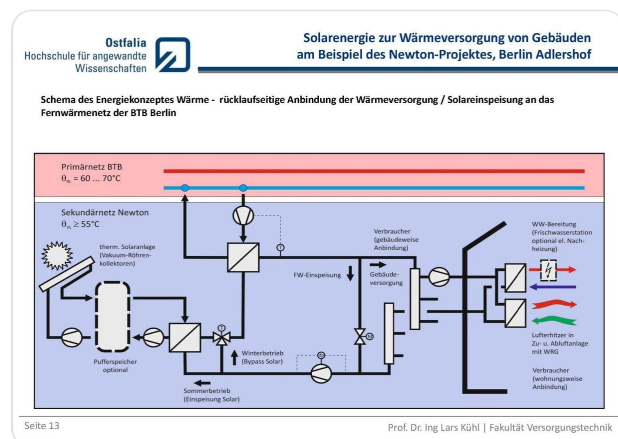 Ostfalia
Hochschule für angewandte
Wissenschaften
Solarenergie zur Wärmeversorgung von Gebäuden
am Beispiel des Newton-Projektes, Berlin Adlershof
Schema des Energiekonzeptes Wärme - rücklaufseitige Anbindung der Wärmeversorgung / Solareinspeisung an das
Fernwärmenetz der BTB Berlin
Primärnetz BTB
= 60 ... 70°C
Sekundärnetz Newton
≥ 55°C
therm. Solaranlage
(Vakuum-Röhren-
kollektoren)
Pufferspeicher
optional
T
T
Winterbetrieb
(Bypass Solar)
Sommerbetrieb
(Einspeisung Solar)
FW-Einspeisung
Verbraucher
(gebäudeweise
Anbindung)
Gebäude-
versorgung
M
WW-Bereitung
(Frischwasserstation
optional el. Nach-
heizung)
Lufterhitzer in
Zu- u. Abluftanlage
mit WRG
Verbraucher
(wohnungsweise
Anbindung)
Seite 13
Prof. Dr. Ing Lars Kühl | Fakultät Versorgungstechnik